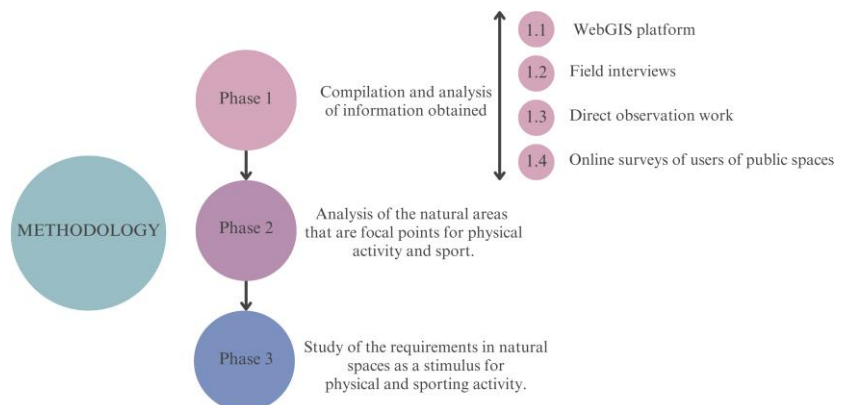 METHODOLOGY
Phase 1
Compilation and analysis
of information obtained
1.1 WebGIS platform
1.2 Field interviews
1.3 Direct observation work
1.4 Online surveys of users of public spaces
Phase 2
Analysis of the natural areas
that are focal points for physical
activity and sport.
Phase 3
Study of the requirements in natural
spaces as a stimulus for
physical and sporting activity.